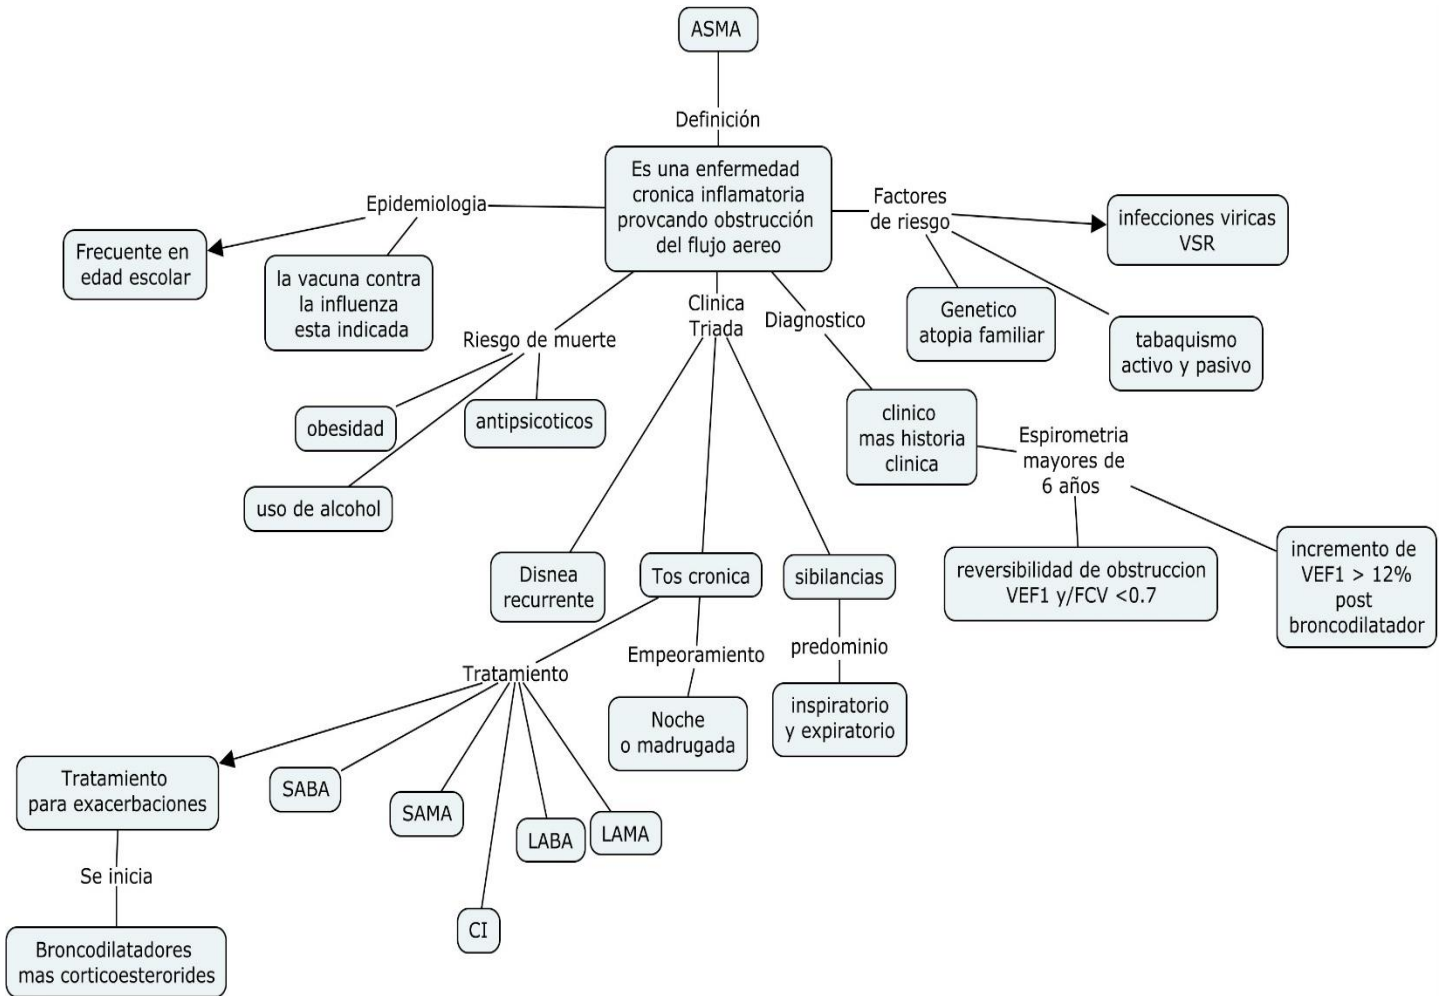 ASMA
Definición
Es una enfermedad
cronica inflamatoria
provcando obstrucción
del flujo aereo
Epidemiologia
Frecuente en
edad escolar
la vacuna contra
la influenza
esta indicada
Factores
de riesgo
infecciones viricas
VSR
Genetico
atopia familiar
tabaquismo
activo y pasivo
Riesgo de muerte
obesidad
antipsicoticos
uso de alcohol
Clinica
Triada
Diagnostico
clinico
mas historia
clinica
Espirometria
mayores de
6 años
reversibilidad de obstruccion
VEF1 y/FCV <0.7
incremento de
VEF1 > 12%
post
broncodilatador
Disnea
recurrente
Tos cronica
sibilancias
Empeoramiento
Noche
o madrugada
predominio
inspiratorio
y expiratorio
Tratamiento
Tratamiento
para exacerbaciones
SABA
SAMA
LABA
LAMA
CI
Se inicia
Broncodilatadores
mas corticoesterorides